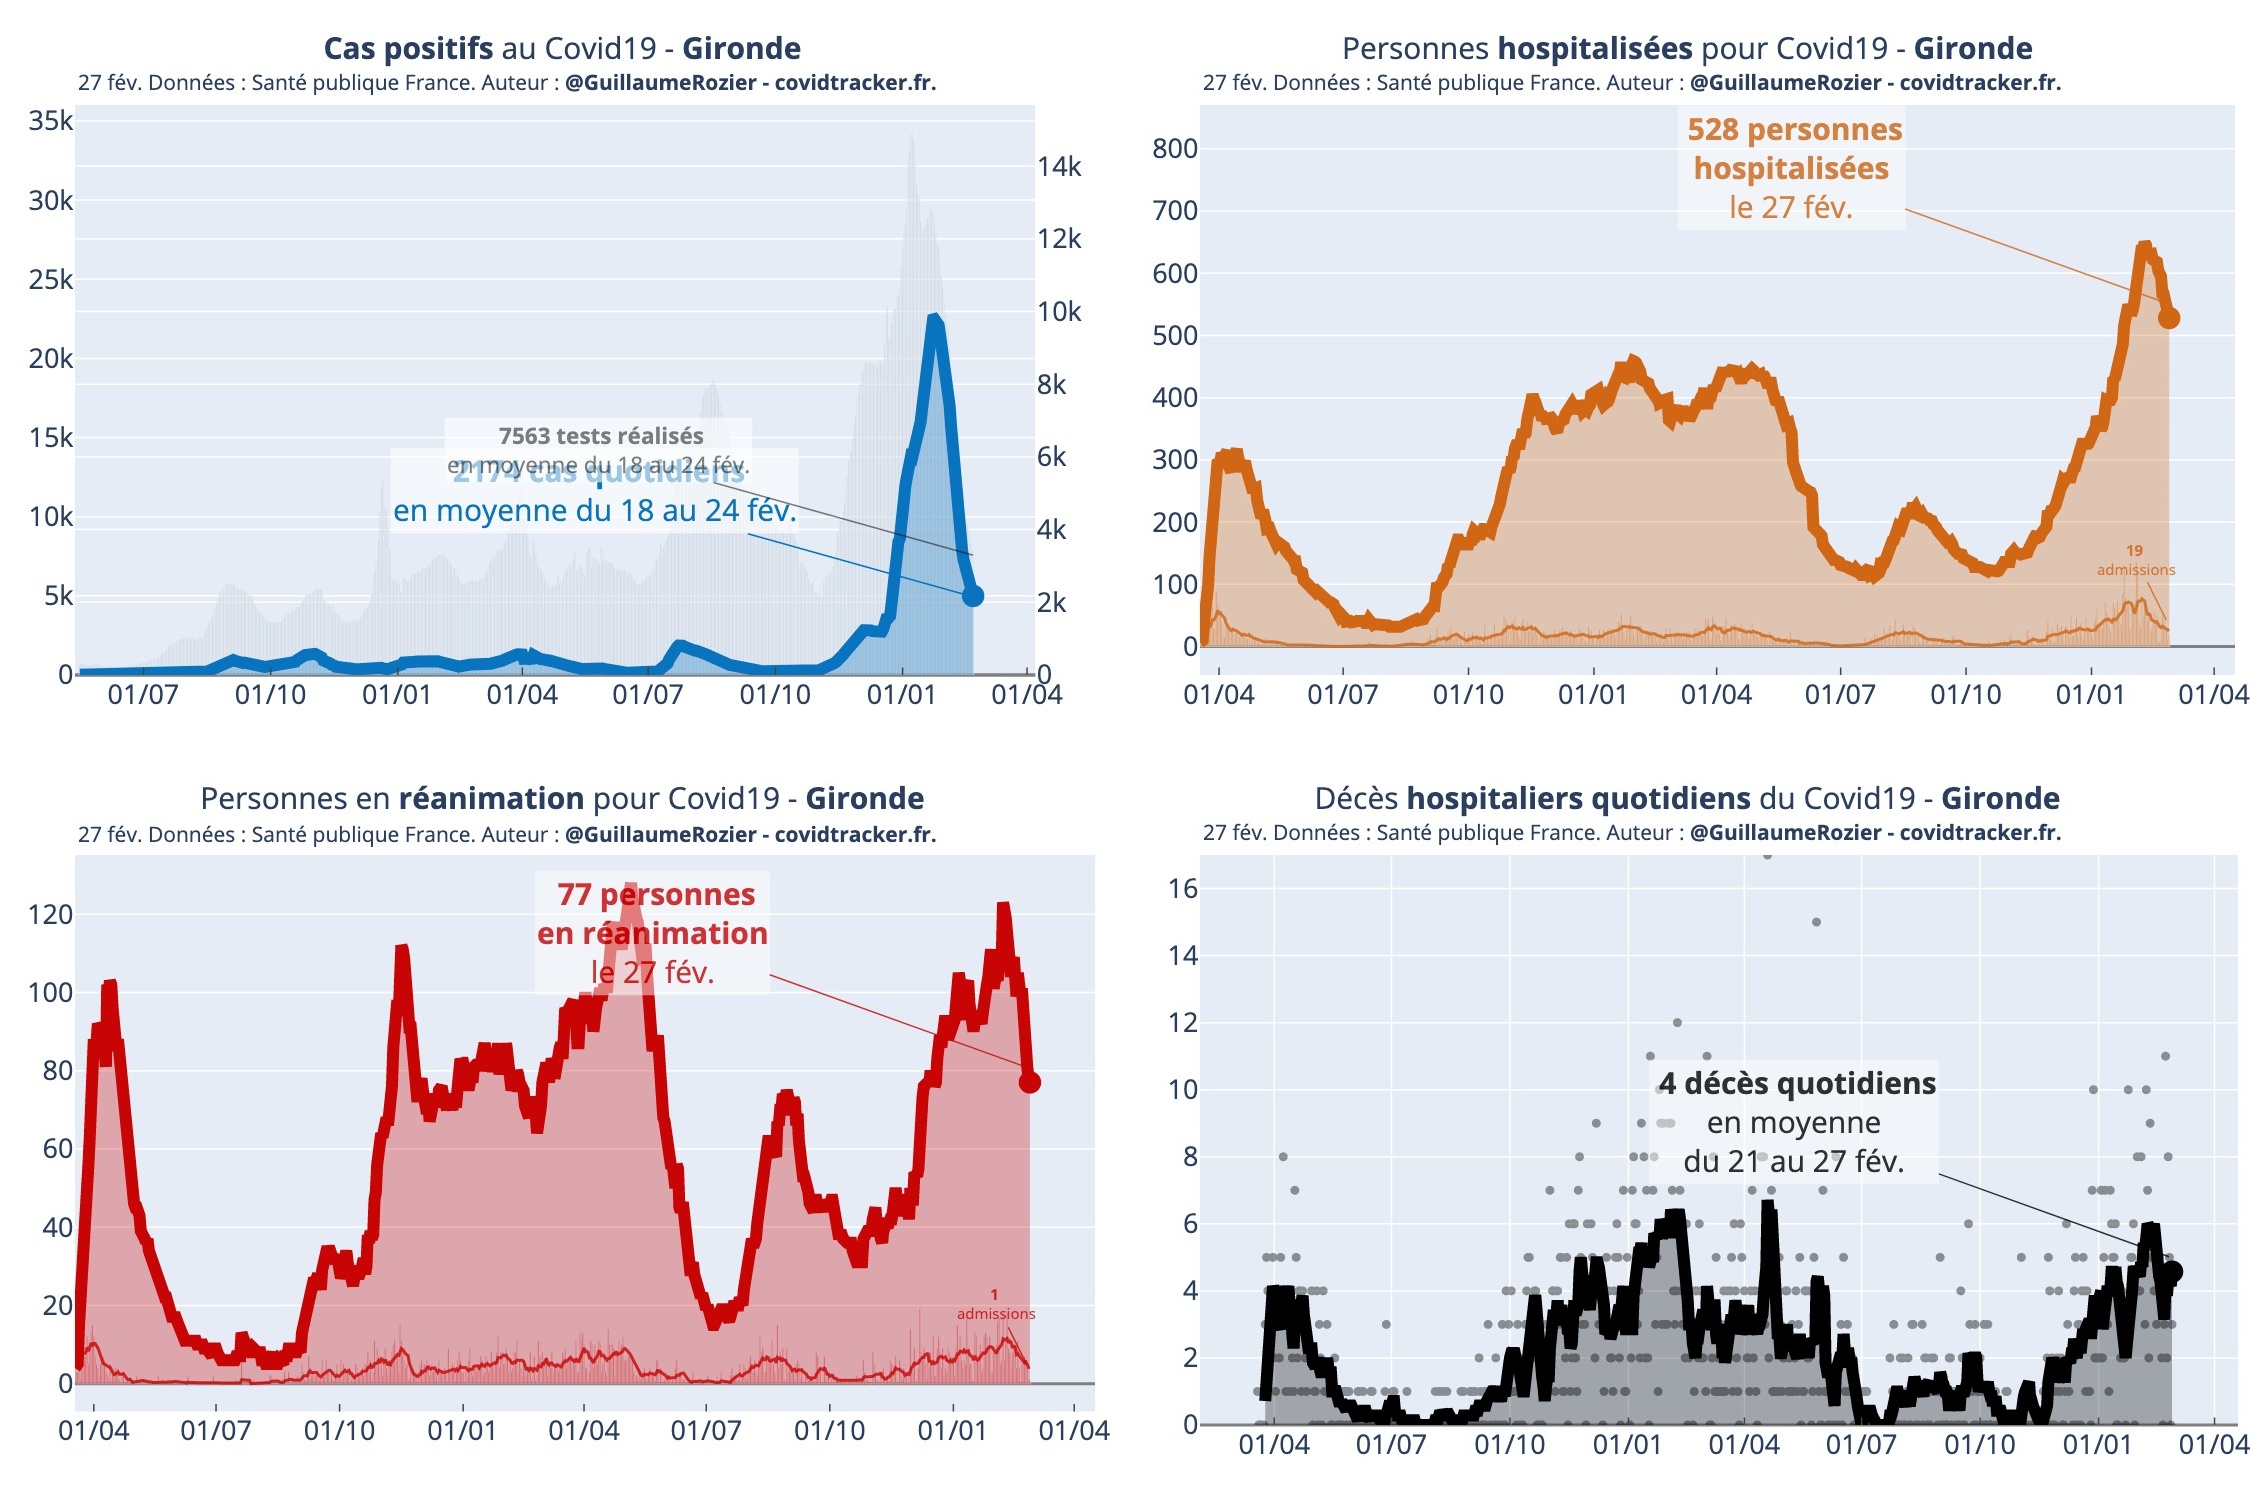 Cas positifs au Covid19 - Gironde
27 fév. Données : Santé publique France. Auteur : @GuillaumeRozier - covidtracker.fr.
35k
30k
25k
20k
15k
10k
5k
0
14k
12k
10k
8k
6k
4k
2k
0
7563 tests réalisés
en moyenne du 18 au 24 fév.
2174 cas quotidiens
en moyenne du 18 au 24 fév.
01/07 01/10 01/01 01/04 01/07 01/10 01/01 01/04
Personnes hospitalisées pour Covid19 - Gironde
27 fév. Données : Santé publique France. Auteur : @GuillaumeRozier - covidtracker.fr.
528 personnes
hospitalisées
le 27 fév.
800
700
600
500
400
300
200
100
0
19
admissions
01/04 01/07 01/10 01/01 01/04 01/07 01/10 01/01 01/04
Personnes en réanimation pour Covid19 - Gironde
27 fév. Données : Santé publique France. Auteur : @GuillaumeRozier - covidtracker.fr.
77 personnes
en réanimation
le 27 fév.
120
100
80
60
40
20
0
1
admissions
01/04 01/07 01/10 01/01 01/04 01/07 01/10 01/01 01/04
Décès hospitaliers quotidiens du Covid19 - Gironde
27 fév. Données : Santé publique France. Auteur : @GuillaumeRozier - covidtracker.fr.
16
14
12
10
8
6
4
2
0
4 décès quotidiens
en moyenne
du 21 au 27 fév.
01/04 01/07 01/10 01/01 01/04 01/07 01/10 01/01 01/04